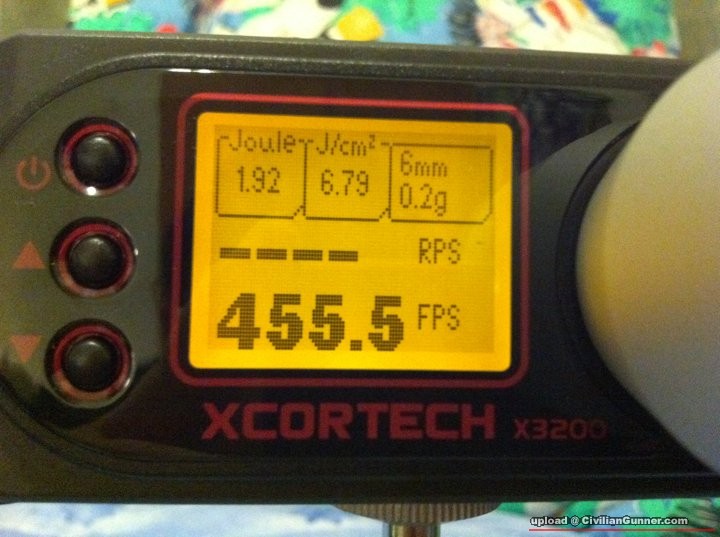 Joule J/cm² 6mm
1.92 6.79 0.2g
---- RPS
455.5 FPS
XCORTECH X3200
upload @ CivilianGunner.com